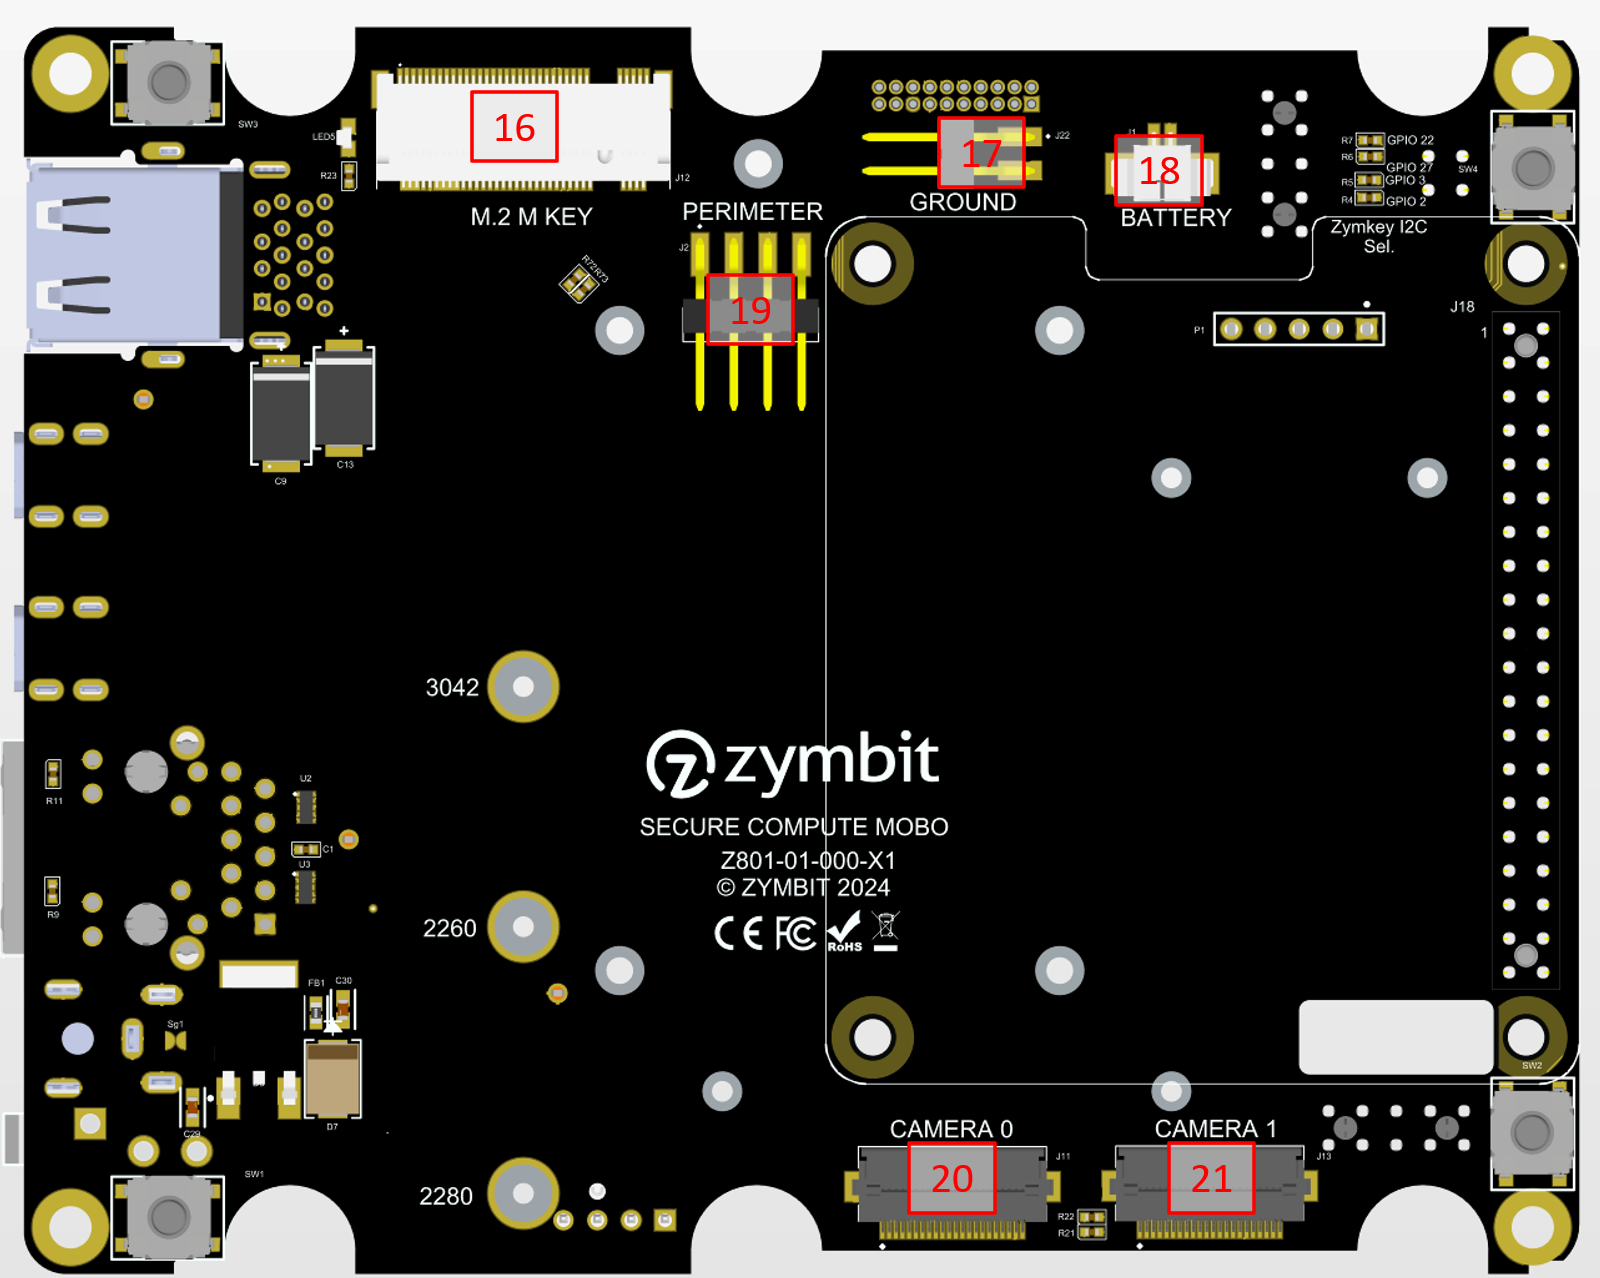 SW3
LED5
R23
16
J12
M.2 M KEY
PERIMETER
J2
19
R72R73
17
J22
GROUND
J1
18
BATTERY
R7 GPIO 22
R6
GPIO 27
R5 GPIO 3
R4 GPIO 2
SW4
Zymkey I2C
Sel.
J18
1
P1
C9
C13
3042
zymbit
SECURE COMPUTE MOBO
Z801-01-000-X1
© ZYMBIT 2024
CE FC RoHS
R11
U2
C1
U3
R9
2260
FB1
C30
Sg1
C29
D7
SW1
2280
CAMERA 0
20
J11
R22
R21
CAMERA 1
21
J13
SW2